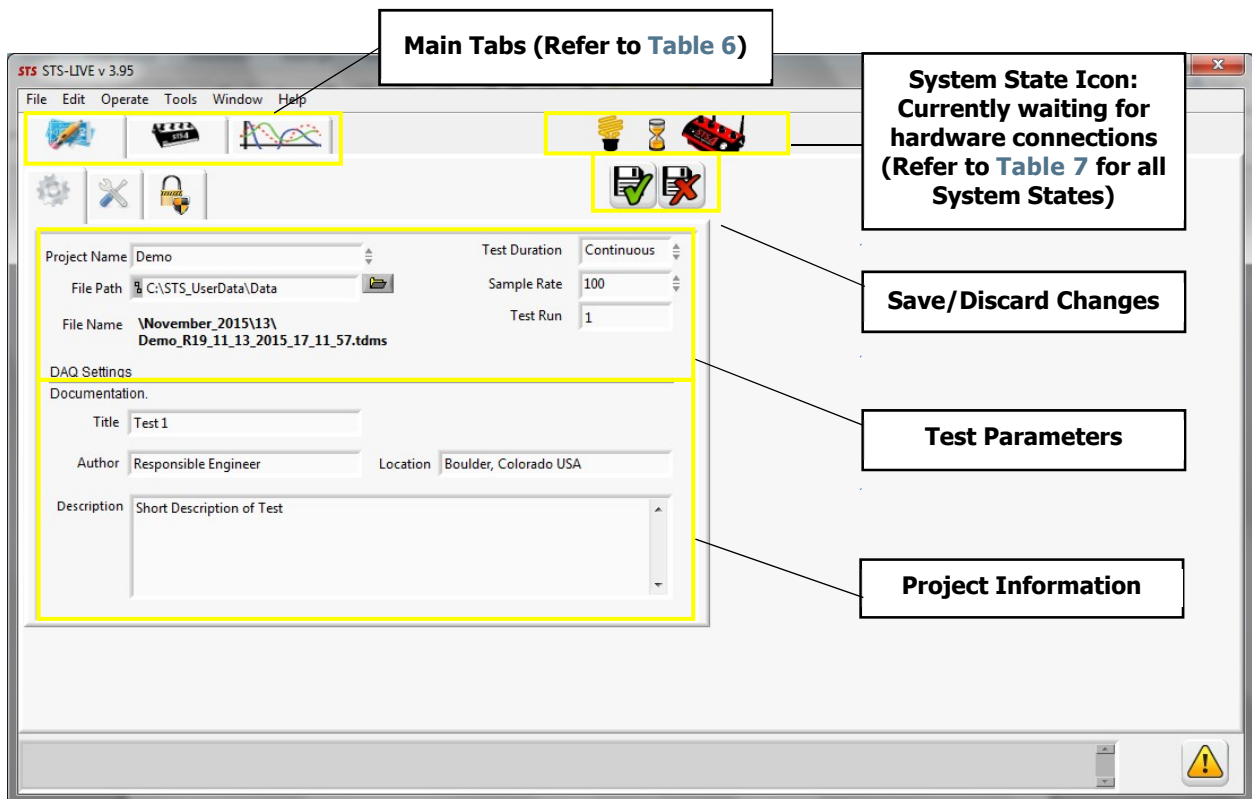 Main Tabs (Refer to Table 6)
STS STS-LIVE v 3.95
File Edit Operate Tools Window Help
System State Icon:
Currently waiting for
hardware connections
(Refer to Table 7 for all
System States)
STS-4
Project Name Demo
Test Duration Continuous
File Path C:\STS_UserData\Data
Sample Rate 100
File Name \November_2015\13\
Demo_R19_11_13_2015_17_11_57.tdms
Test Run 1
DAQ Settings
Save/Discard Changes
Documentation.
Title Test 1
Test Parameters
Author Responsible Engineer
Location Boulder, Colorado USA
Description Short Description of Test
Project Information